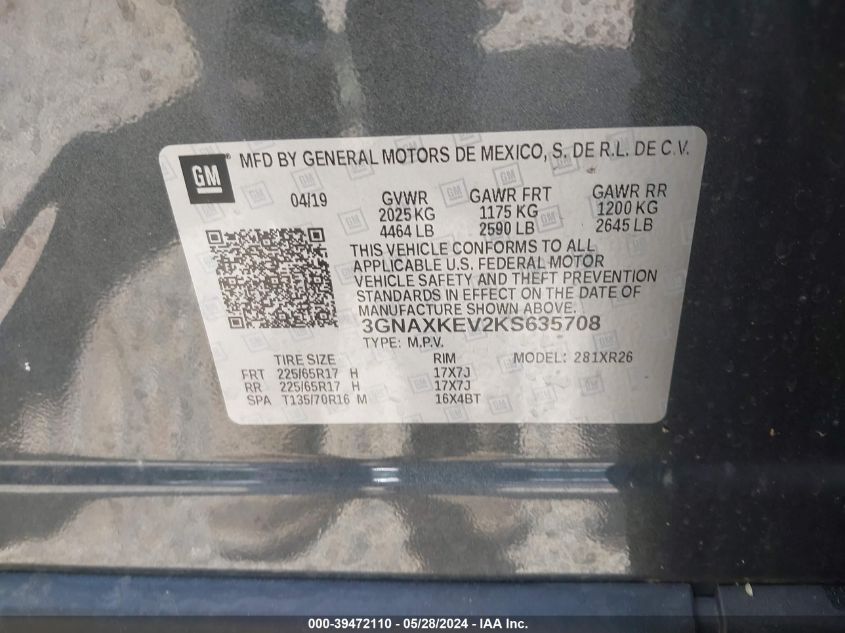 GM
MFD BY GENERAL MOTORS DE MEXICO, S. DE R.L. DE C.V.
04/19 GVWR GAWR FRT GAWR RR
2025 KG 1175 KG 1200 KG
4464 LB 2590 LB 2645 LB
THIS VEHICLE CONFORMS TO ALL
APPLICABLE U.S. FEDERAL MOTOR
VEHICLE SAFETY AND THEFT PREVENTION
STANDARDS IN EFFECT ON THE DATE OF
MANUFACTURE SHOWN ABOVE.
3GNAXKEV2KS635708
TYPE: M.P.V.
TIRE SIZE RIM MODEL: 281XR26
FRT 225/65R17 H 17X7J
RR 225/65R17 H 17X7J
SPA T135/70R16 M 16X4BT
000-39472110 - 05/28/2024 - IAA Inc.